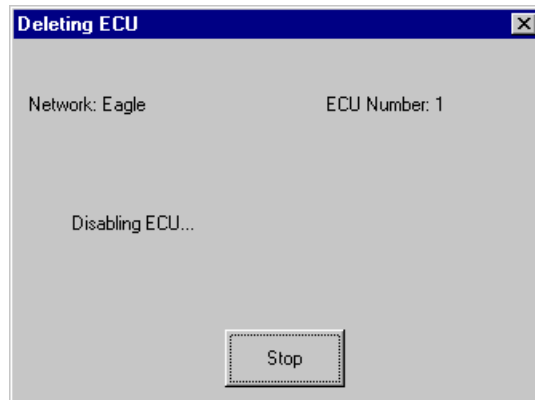 Deleting ECU
Network: Eagle ECU Number: 1
Disabling ECU...
Stop